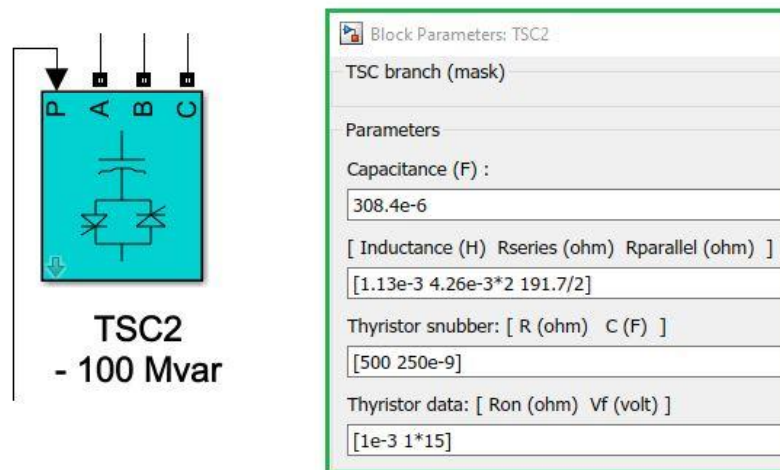 P A B C
TSC2
- 100 Mvar
Block Parameters: TSC2
TSC branch (mask)
Parameters
Capacitance (F) :
308.4e-6
[ Inductance (H)  Rseries (ohm)  Rparallel (ohm)  ]
[1.13e-3 4.26e-3*2 191.7/2]
Thyristor snubber: [ R (ohm)   C (F)  ]
[500 250e-9]
Thyristor data: [ Ron (ohm)  Vf (volt) ]
[1e-3 1*15]